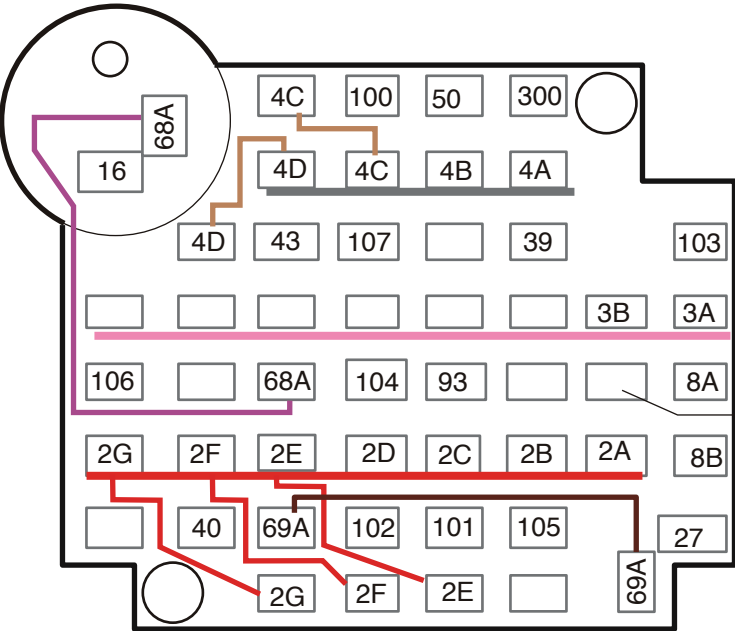 4C 100 50 300
68A
16 4D 4C 4B 4A
4D 43 107 39 103
3B 3A
106 68A 104 93 8A
2G 2F 2E 2D 2C 2B 2A 8B
40 69A 102 101 105 27
2G 2F 2E 69A